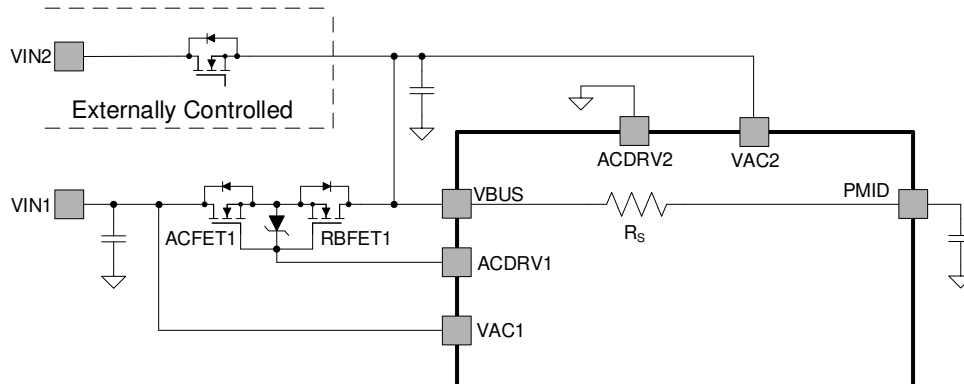 VIN2
Externally Controlled
ACDRV2
VAC2
VIN1
ACFET1
RBFET1
VBUS
RS
PMID
ACDRV1
VAC1